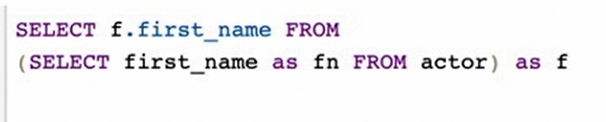 SELECT f.first_name FROM
(SELECT first_name as fn FROM actor) as f